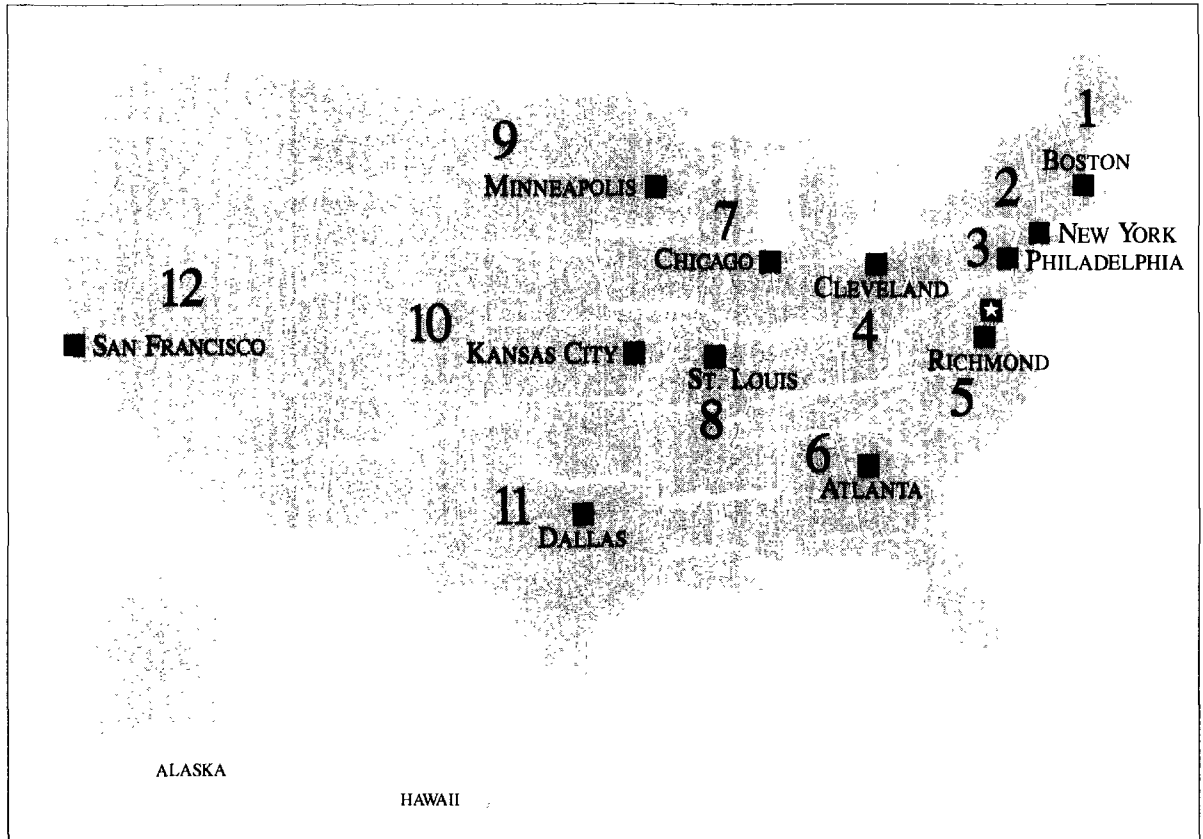 1
BOSTON
9
MINNEAPOLIS
2
7
NEW YORK
3
PHILADELPHIA
CHICAGO
CLEVELAND
12
10
4
SAN FRANCISCO
KANSAS CITY
ST. LOUIS
RICHMOND
5
8
6
ATLANTA
11
DALLAS
ALASKA
HAWAII